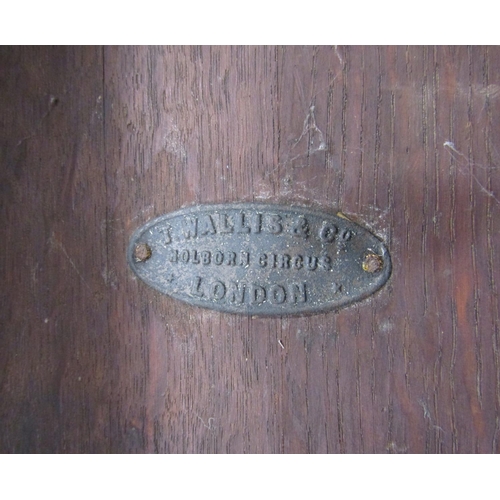 T. WALLIS & Co
HOLBORN CIRCUS
LONDON